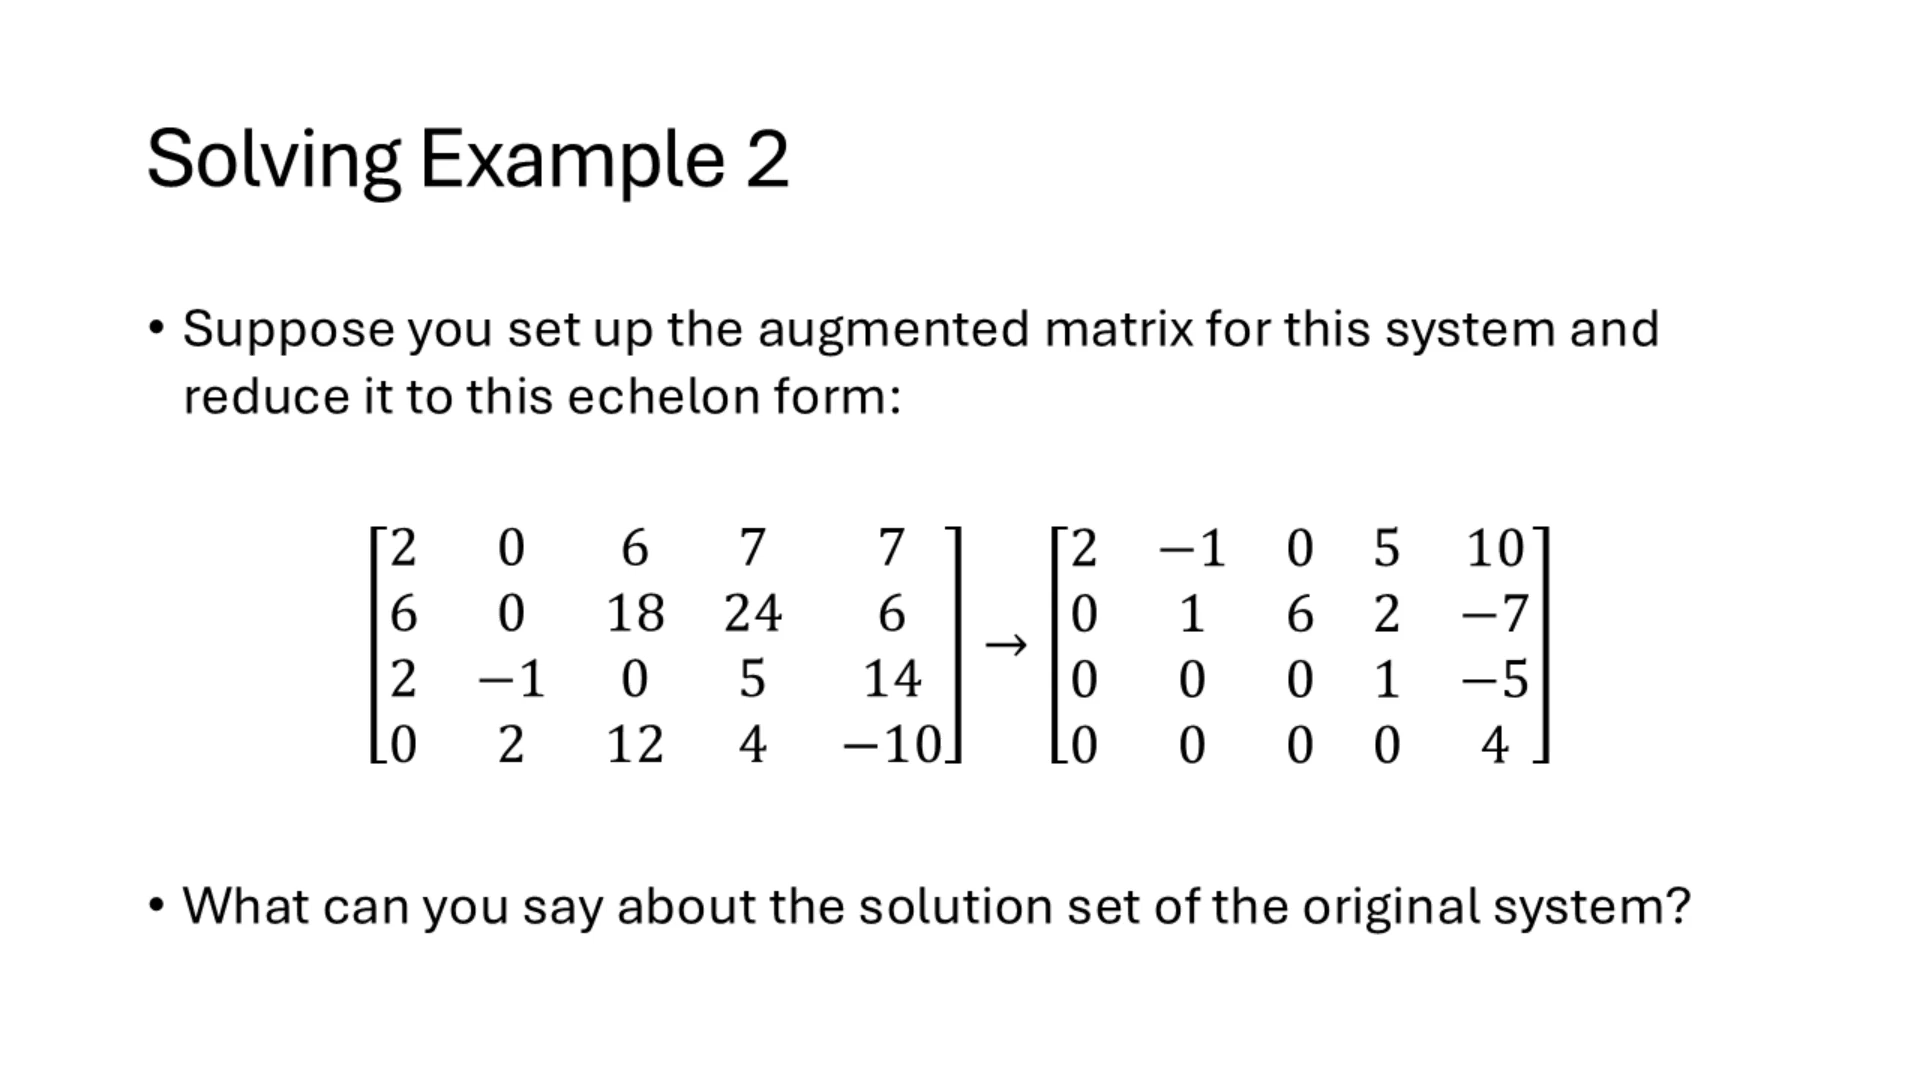 Solving Example 2
• Suppose you set up the augmented matrix for this system and
reduce it to this echelon form:
[2 0 6 7 7] [2 −1 0 5 10]
[6 0 18 24 6] [0 1 6 2 −7]
→
[2 −1 0 5 14] [0 0 0 1 −5]
[0 2 12 4 −10] [0 0 0 0 4]
• What can you say about the solution set of the original system?